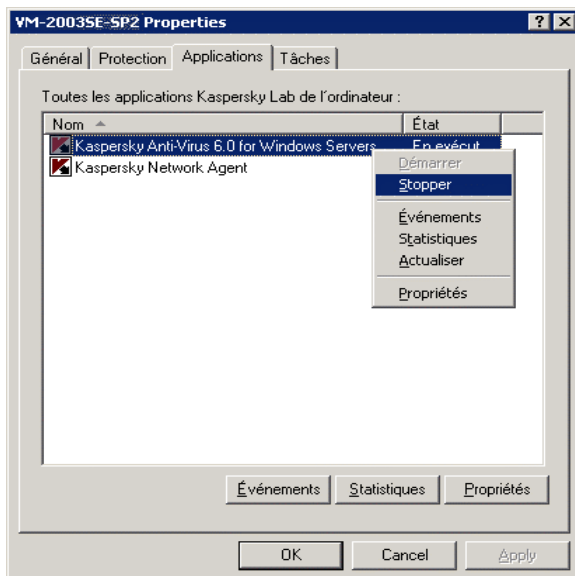 VM-2003SE-SP2 Properties
Général Protection Applications Tâches
Toutes les applications Kaspersky Lab de l'ordinateur :
Nom État
Kaspersky Anti-Virus 6.0 for Windows Servers En exécut
Kaspersky Network Agent
Démarrer
Stopper
Événements
Statistiques
Actualiser
Propriétés
Événements Statistiques Propriétés
OK Cancel Apply